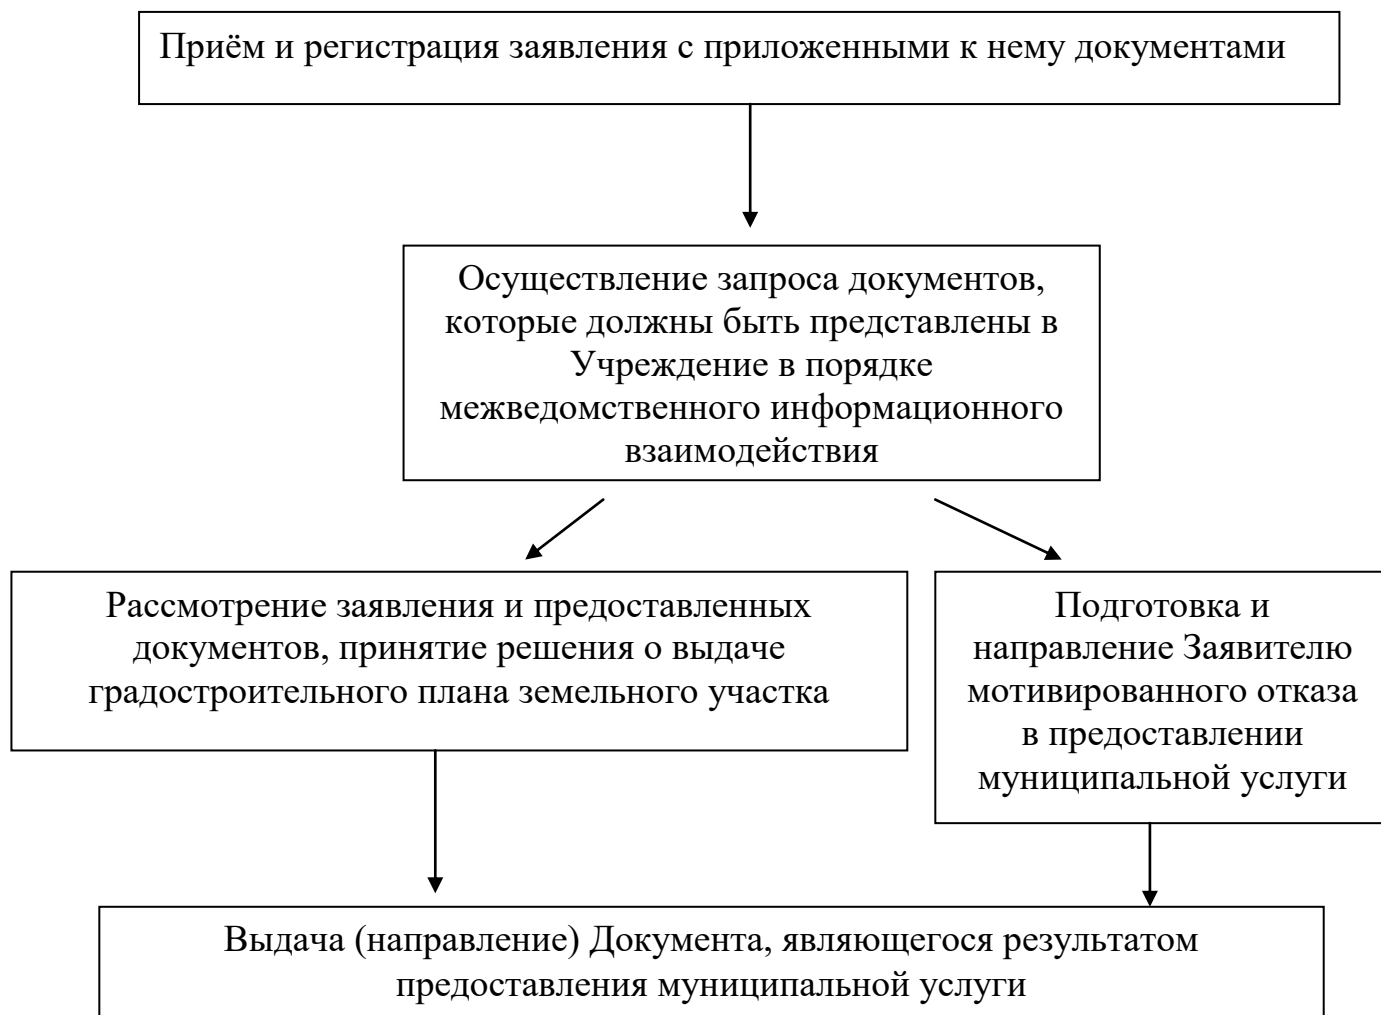 Приём и регистрация заявления с приложенными к нему документами
Осуществление запроса документов,
которые должны быть представлены в
Учреждение в порядке
межведомственного информационного
взаимодействия
Рассмотрение заявления и предоставленных
документов, принятие решения о выдаче
градостроительного плана земельного участка
Подготовка и
направление Заявителю
мотивированного отказа
в предоставлении
муниципальной услуги
Выдача (направление) Документа, являющегося результатом
предоставления муниципальной услуги